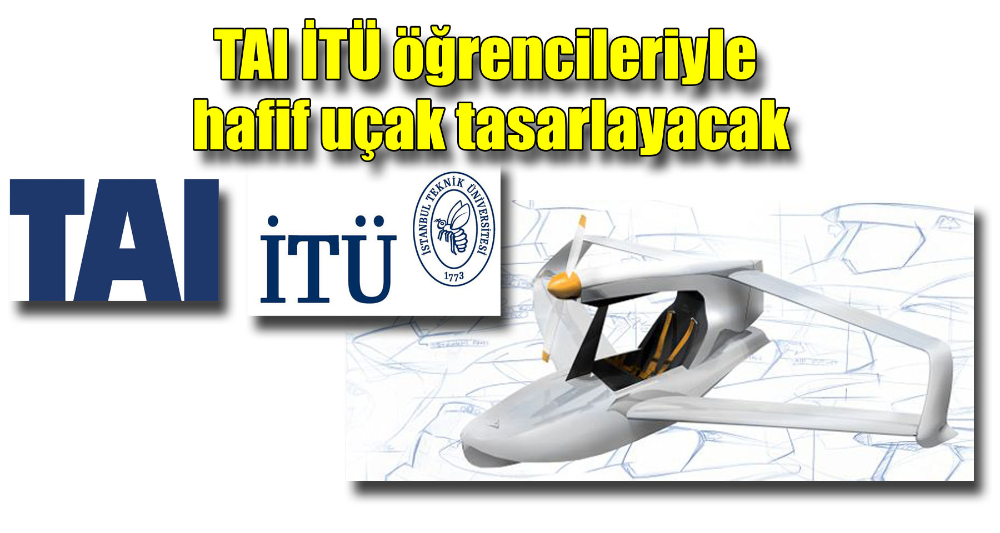 TAI İTÜ öğrencileriyle
hafif uçak tasarlayacak
TAI
İTÜ
İSTANBUL TEKNİK ÜNİVERSİTESİ
1773